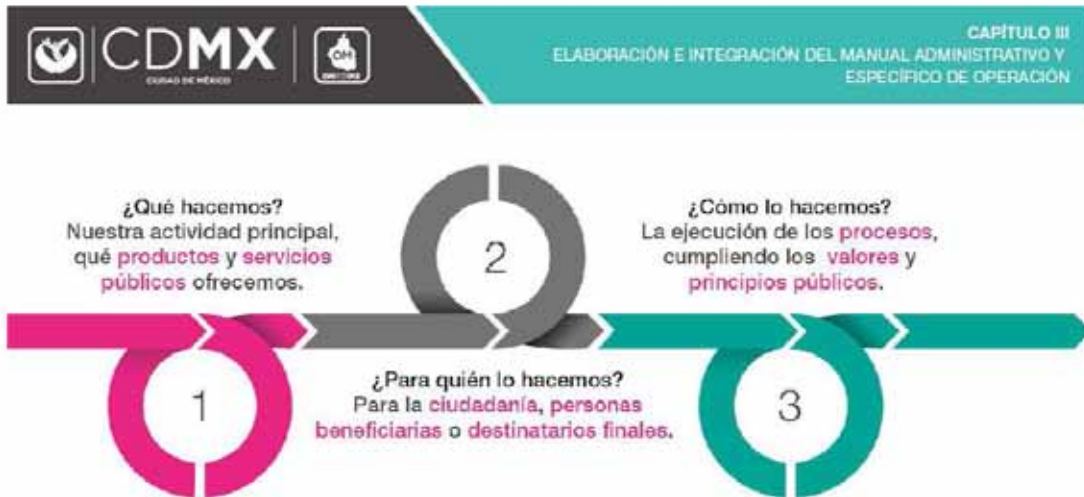 CDMX
CIUDAD DE MÉXICO
CAPÍTULO III
ELABORACIÓN E INTEGRACIÓN DEL MANUAL ADMINISTRATIVO Y
ESPECÍFICO DE OPERACIÓN
¿Qué hacemos?
Nuestra actividad principal,
qué productos y servicios
públicos ofrecemos.
2
¿Cómo lo hacemos?
La ejecución de los procesos,
cumpliendo los valores y
principios públicos.
1
¿Para quién lo hacemos?
Para la ciudadanía, personas
beneficiarias o destinatarios finales.
3